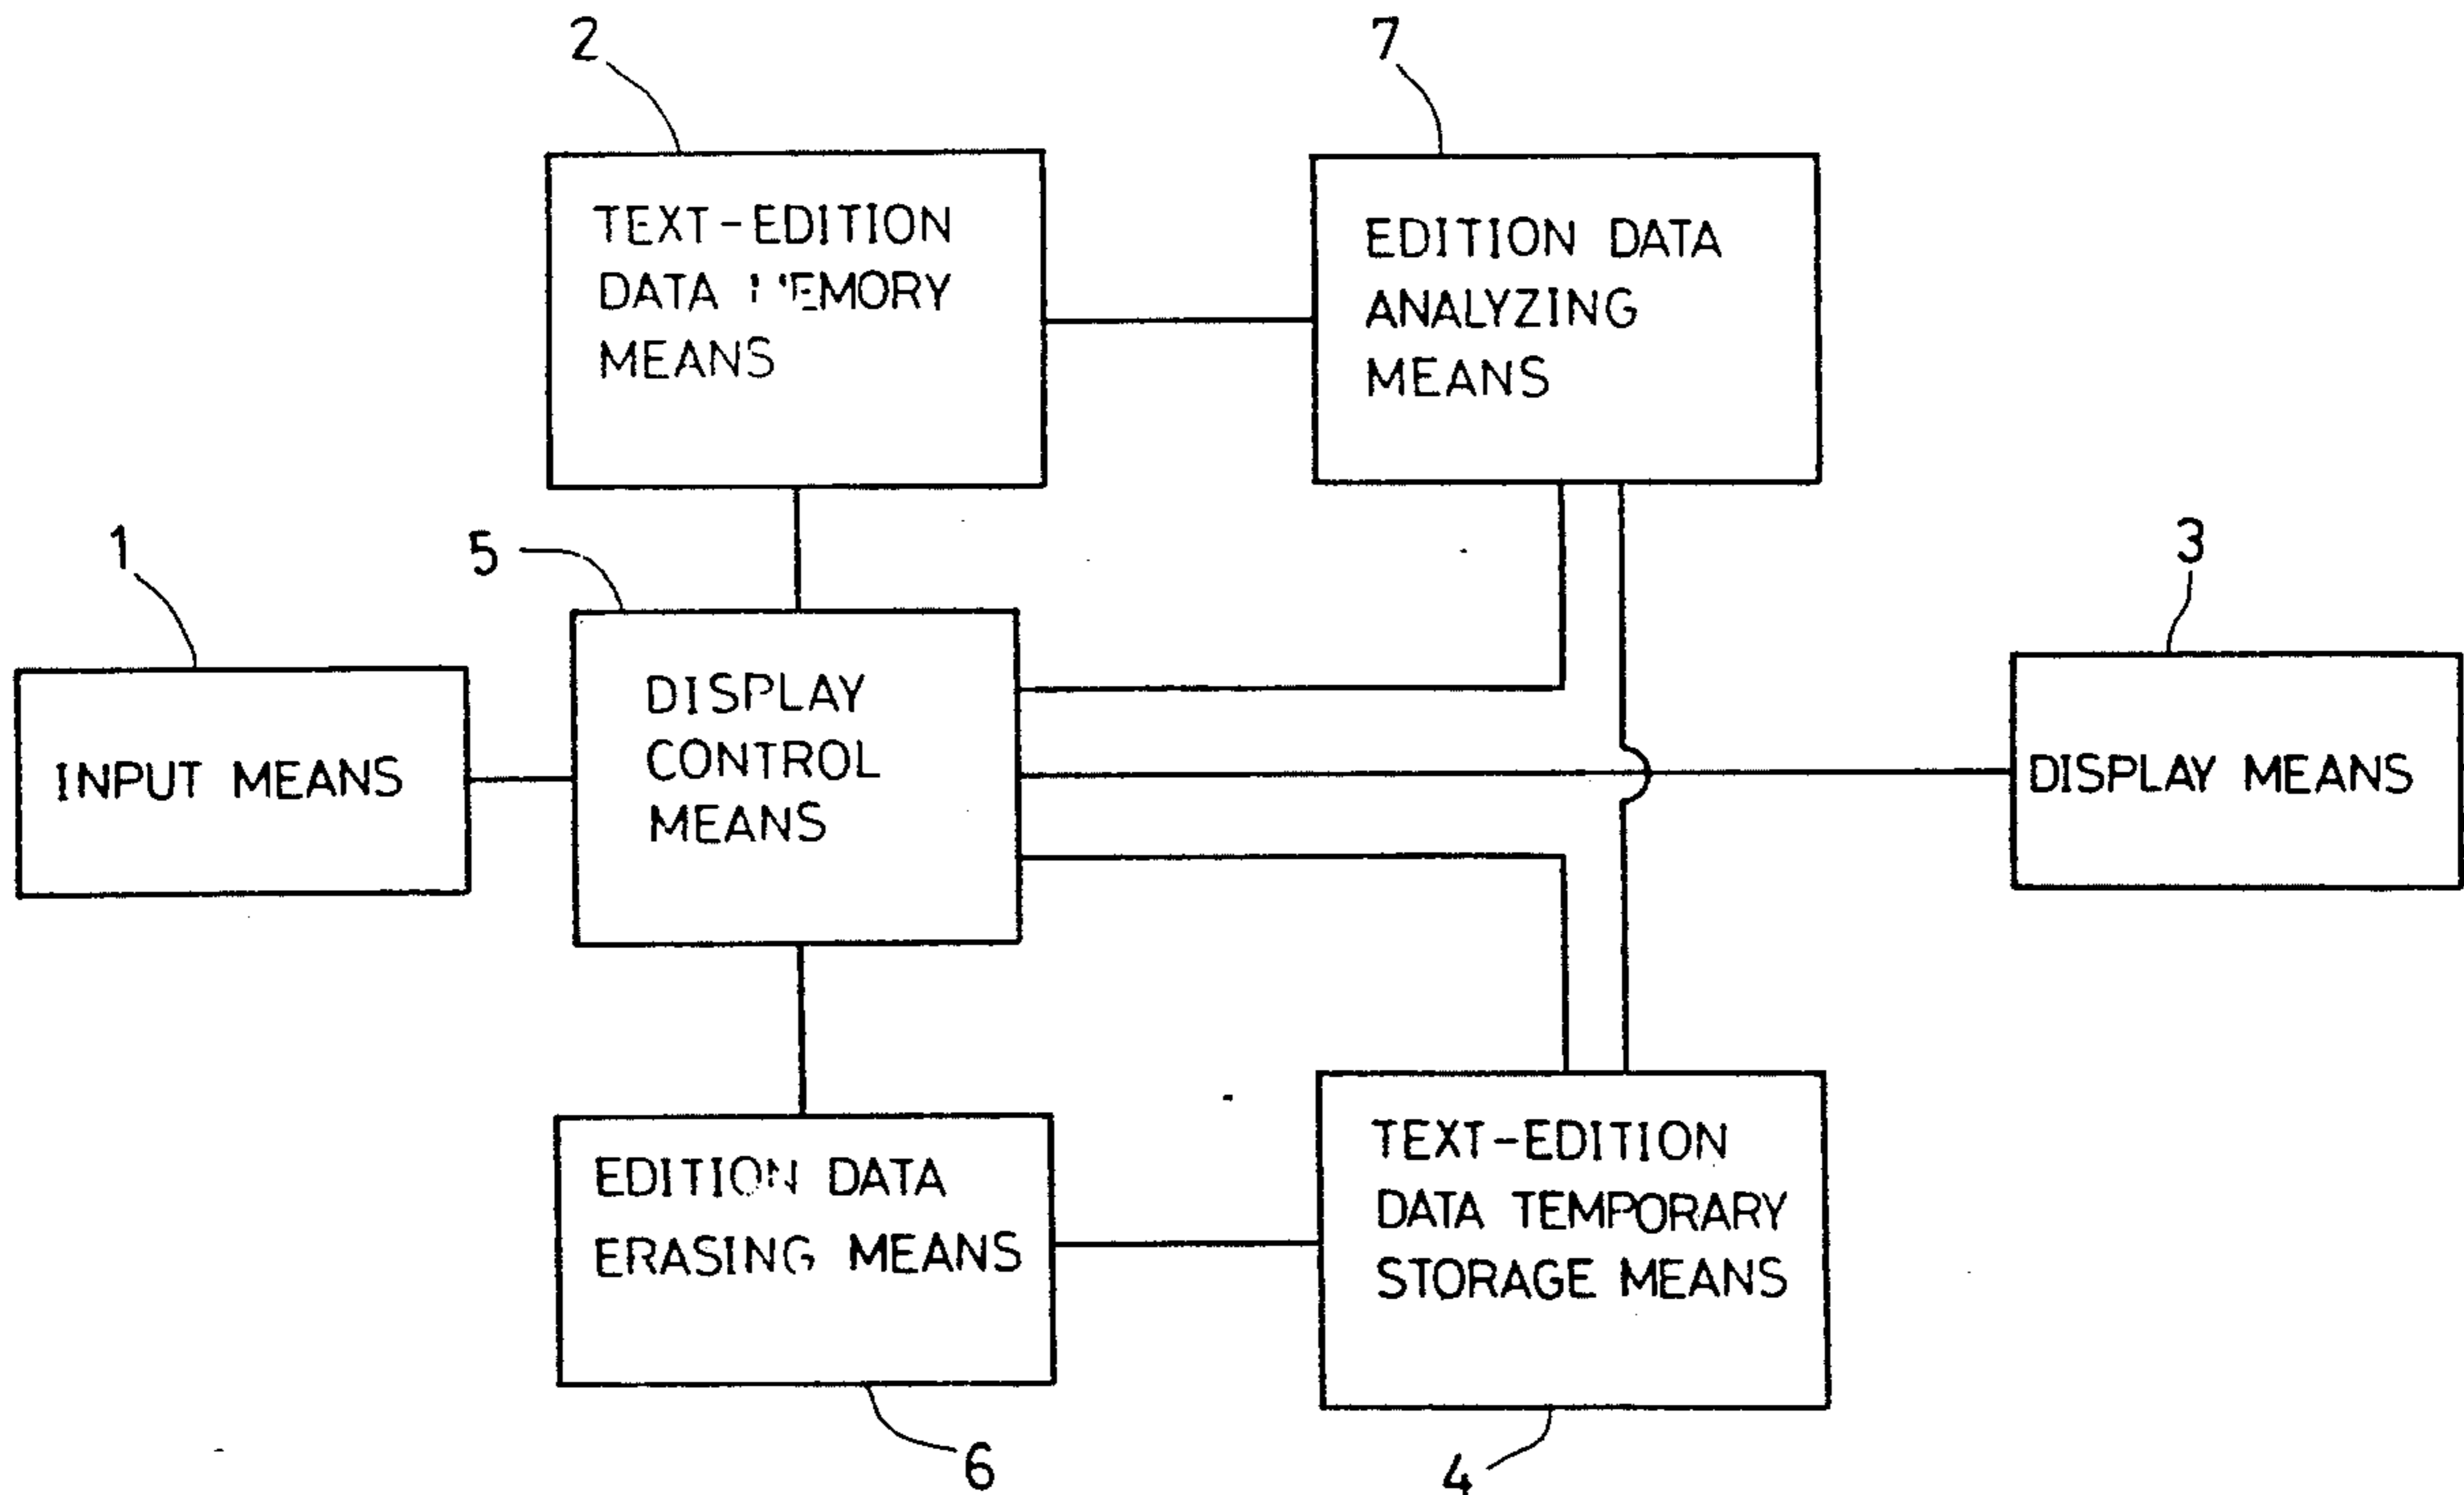 2
7
TEXT-EDITION
DATA MEMORY
MEANS
EDITION DATA
ANALYZING
MEANS
1
5
3
INPUT MEANS
DISPLAY
CONTROL
MEANS
DISPLAY MEANS
EDITION DATA
ERASING MEANS
TEXT-EDITION
DATA TEMPORARY
STORAGE MEANS
6
4